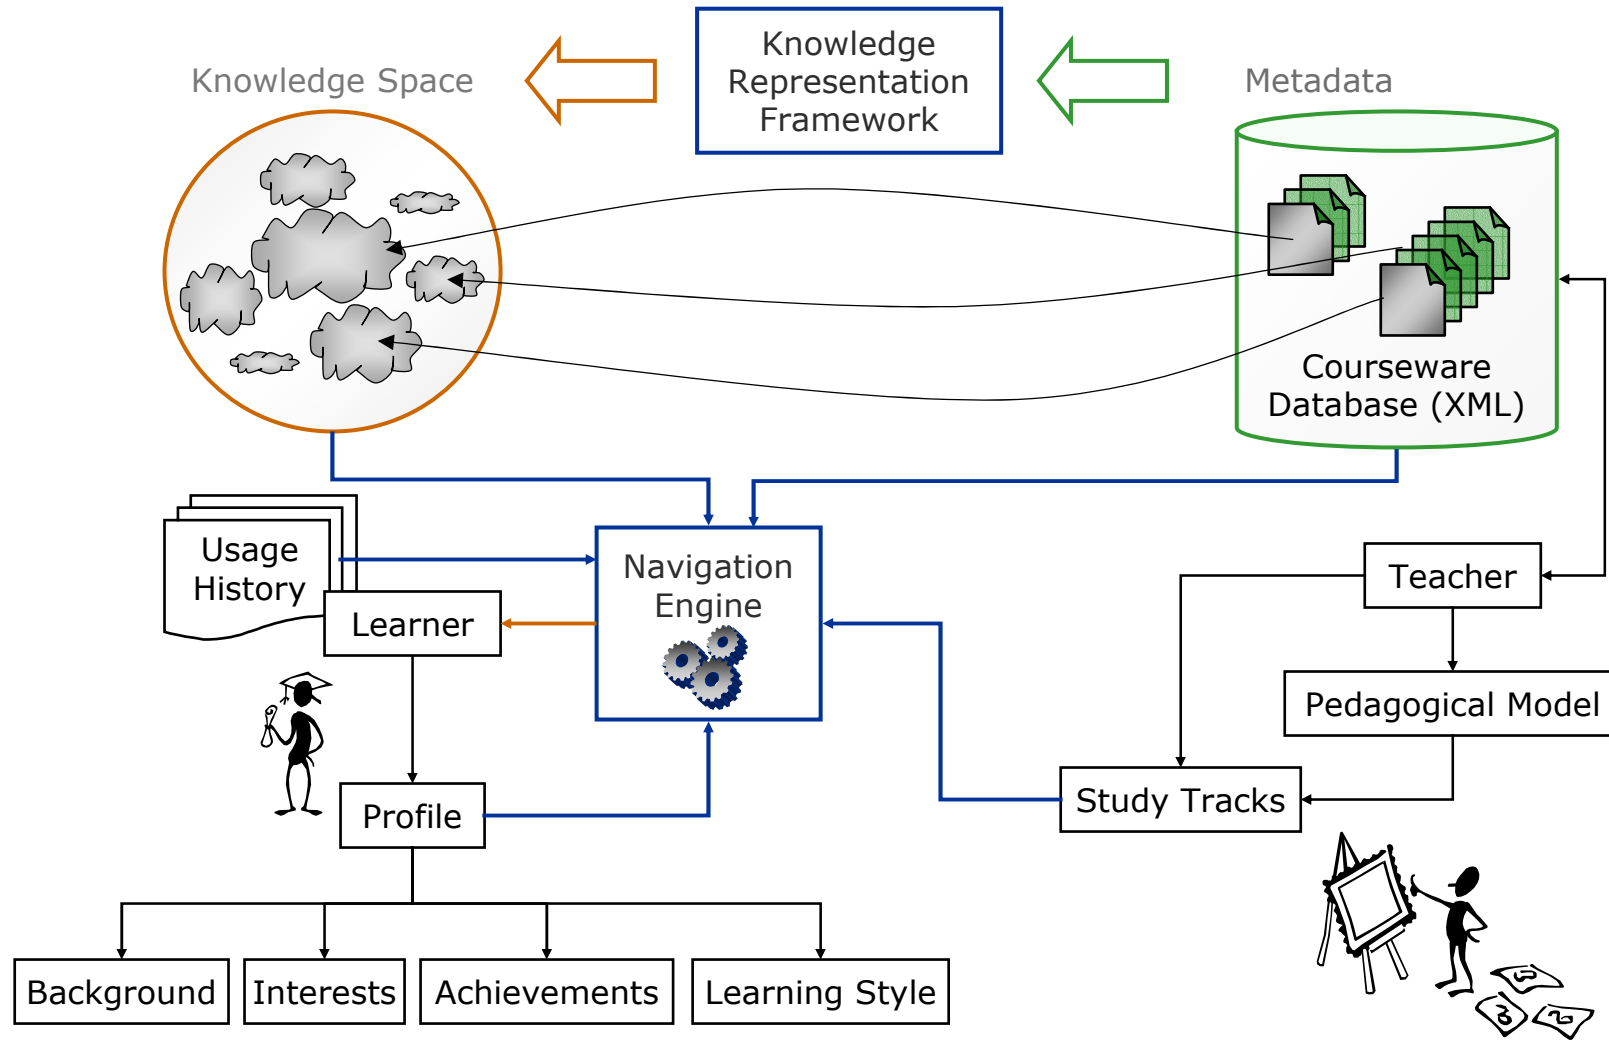 Knowledge
Representation
Framework
Knowledge Space
Metadata
Courseware
Database (XML)
Usage
History
Navigation
Engine
Learner
Teacher
Pedagogical Model
Study Tracks
Profile
Background
Interests
Achievements
Learning Style